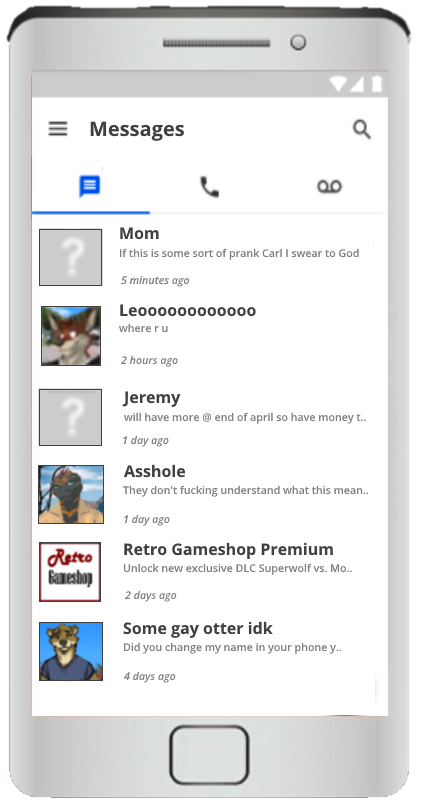 Messages
Mom
If this is some sort of prank Carl I swear to God
5 minutes ago
Leoooooooooooo
where r u
2 hours ago
Jeremy
will have more @ end of april so have money t..
1 day ago
Asshole
They don't fucking understand what this mean..
1 day ago
Retro
Gameshop
Retro Gameshop Premium
Unlock new exclusive DLC Superwolf vs. Mo..
2 days ago
Some gay otter idk
Did you change my name in your phone y..
4 days ago